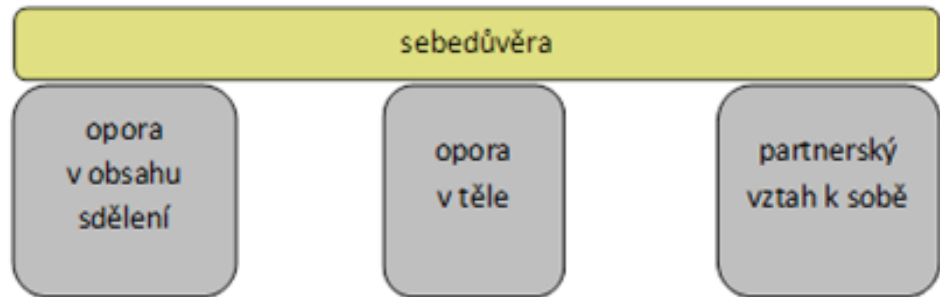 sebedůvěra
opora
v obsahu
sdělení
opora
v těle
partnerský
vztah k sobě